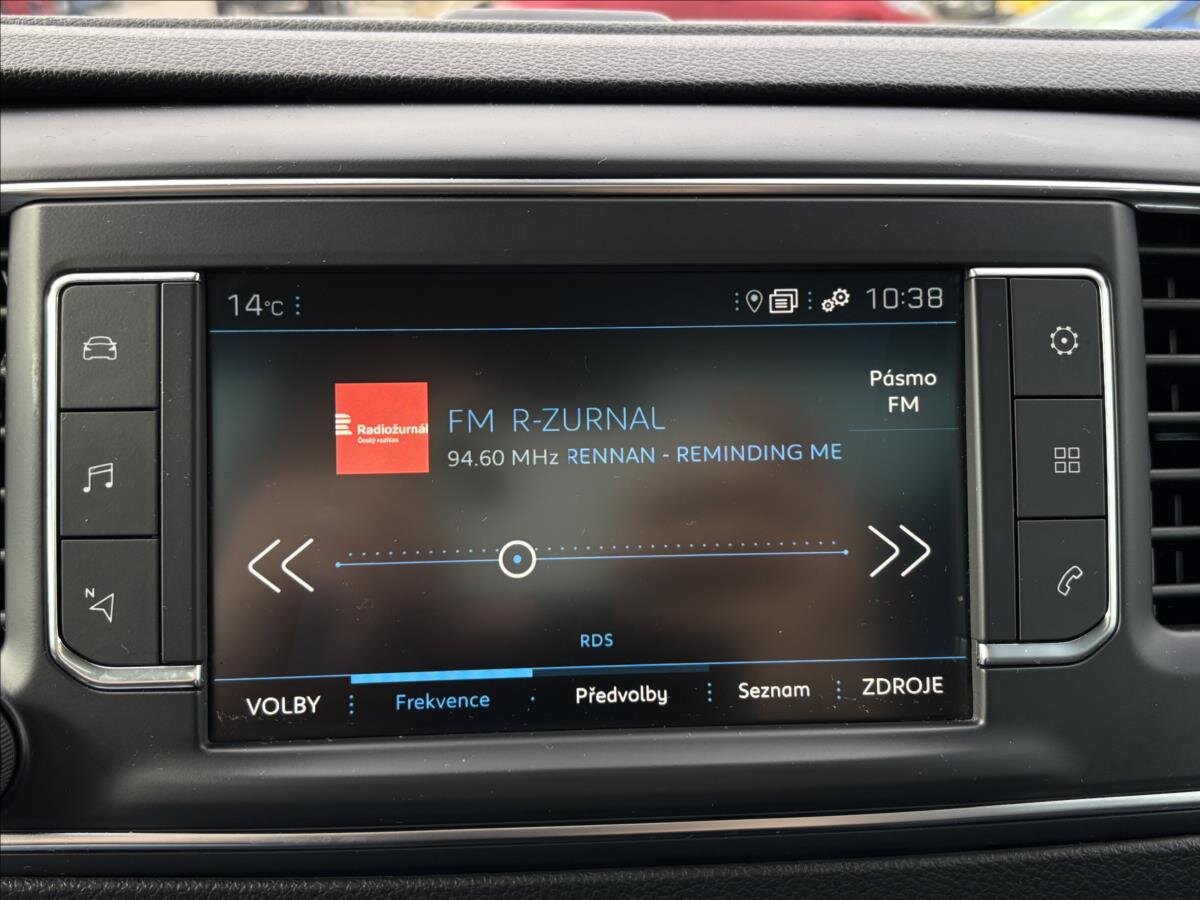 14°C
10:38
Pásmo
FM
Radiožurnál
Český rozhlas
FM R-ZURNAL
94.60 MHz RENNAN - REMINDING ME
N
RDS
VOLBY
Frekvence
Předvolby
Seznam
ZDROJE